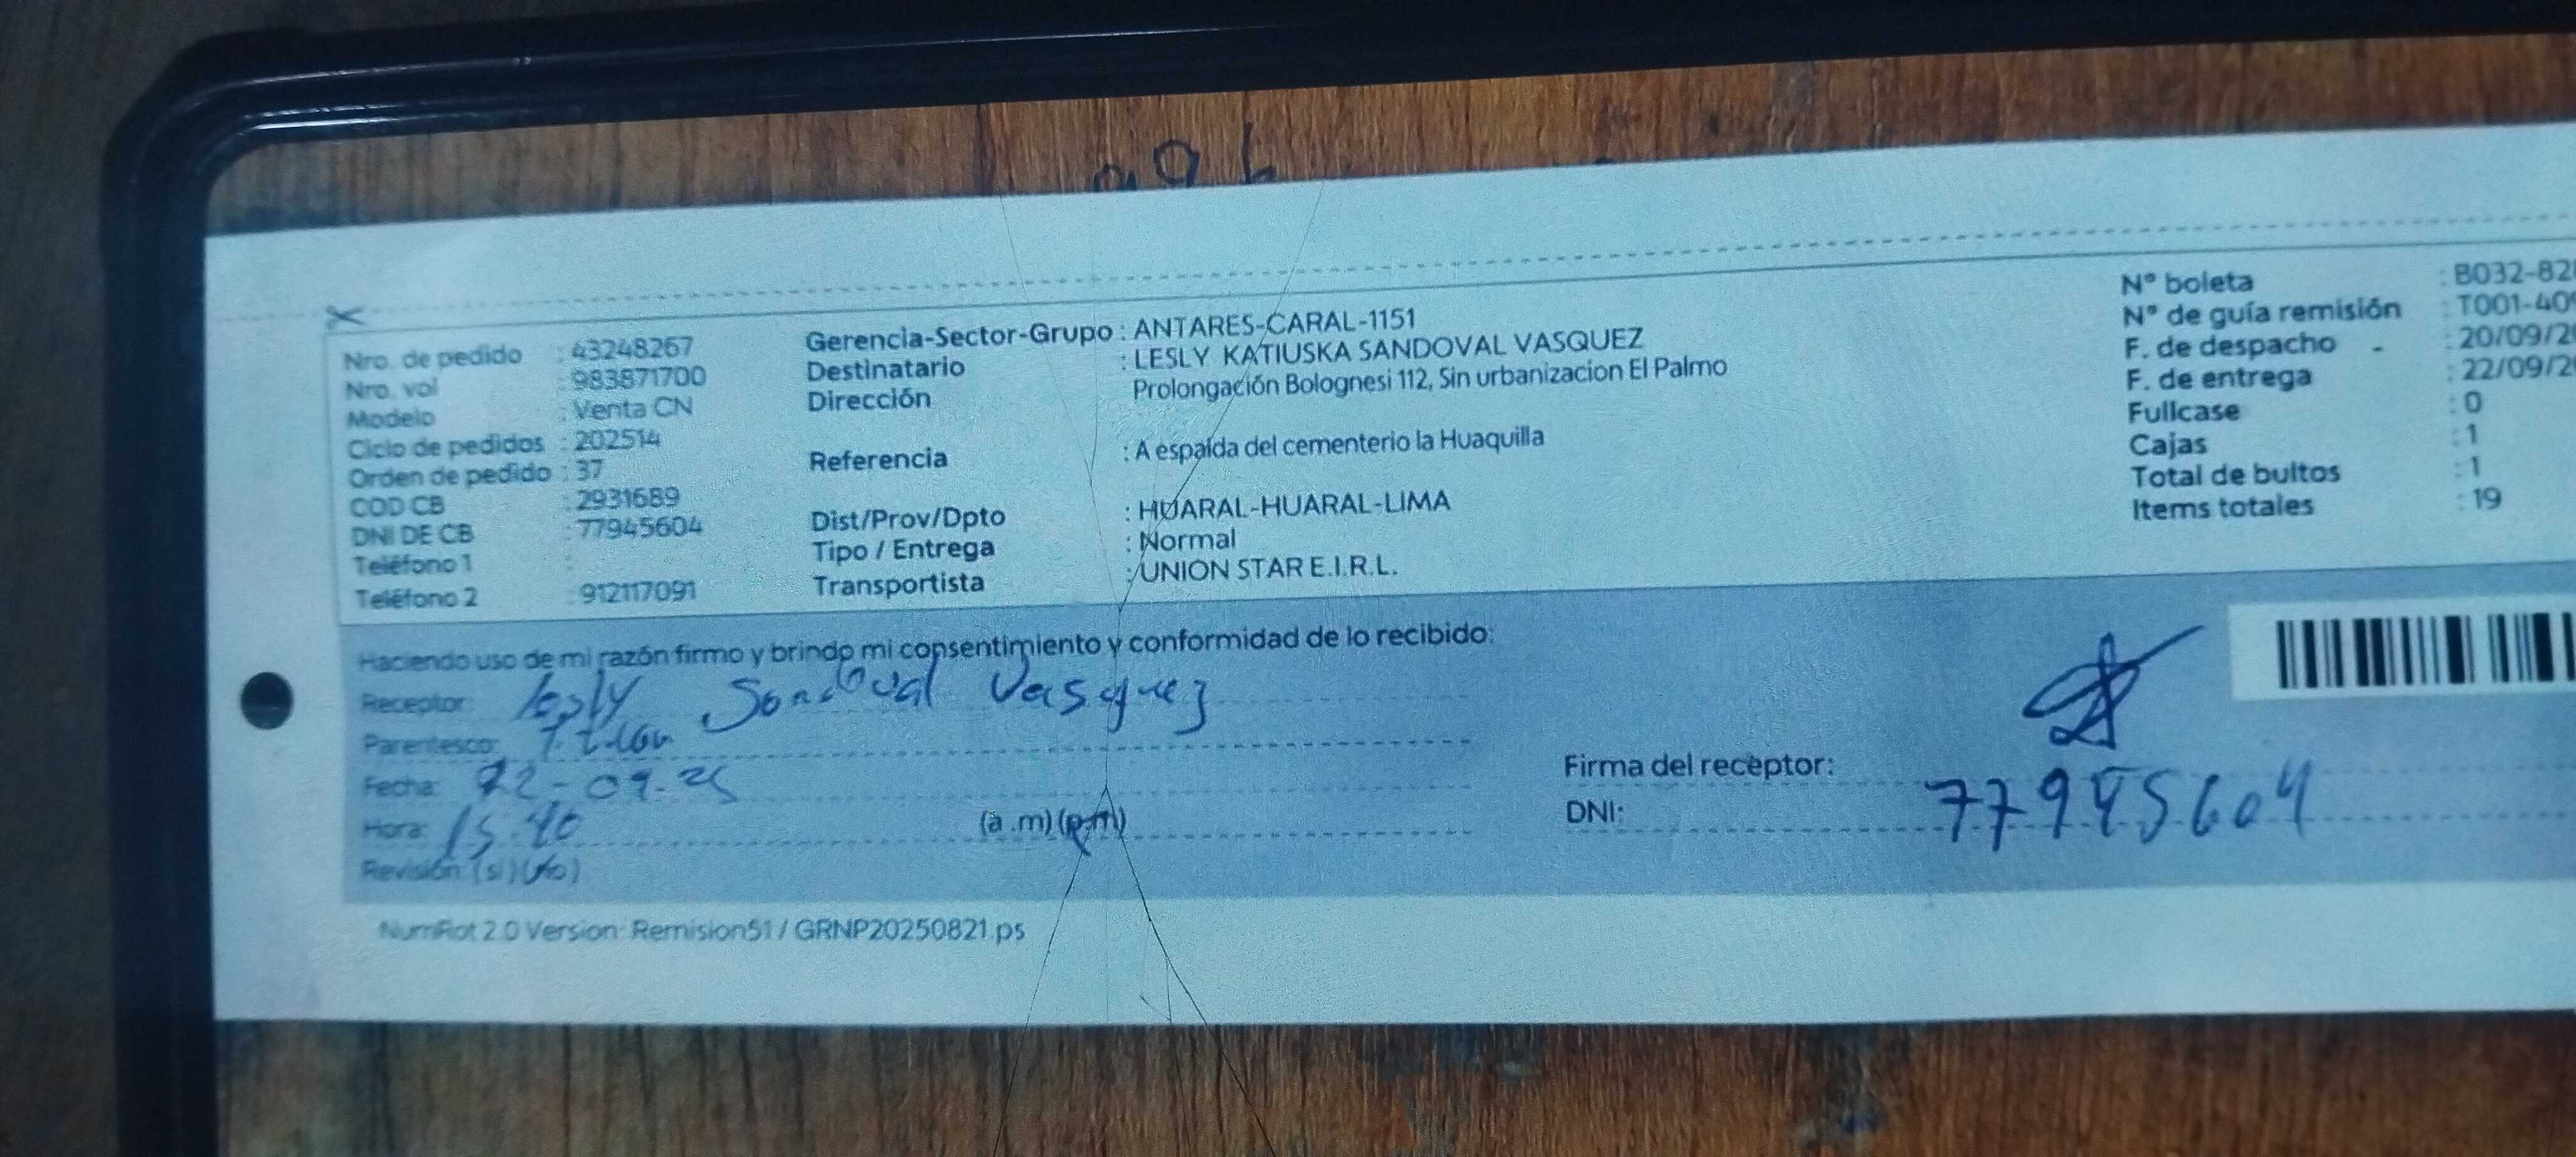 Nro. de pedido : 43248267
Nro. vol : 983871700
Modelo : Venta CN
Ciclo de pedidos : 202514
Orden de pedido : 37
COD CB : 2931689
DNI DE CB : 77945604
Teléfono 1 :
Teléfono 2 : 912117091
Gerencia-Sector-Grupo : ANTARES-CARAL-1151
Destinatario : LESLY KATIUSKA SANDOVAL VASQUEZ
Dirección Prolongación Bolognesi 112, Sin urbanizacion El Palmo
Referencia : A espalda del cementerio la Huaquilla
Dist/Prov/Dpto : HUARAL-HUARAL-LIMA
Tipo / Entrega : Normal
Transportista : UNION STAR E.I.R.L.
N° boleta : B032-82
N° de guía remisión : T001-40
F. de despacho : 20/09/2
F. de entrega : 22/09/2
Fullcase : 0
Cajas : 1
Total de bultos : 1
Items totales : 19
Haciendo uso de mi razón firmo y brindo mi consentimiento y conformidad de lo recibido:
Receptor: lesly Sandoval Vasquez
Parentesco:
Fecha: 22-09-25
Hora: 15:40 (a.m) (p.m)
Revisión: (si) (no)
Firma del receptor:
DNI: 77945604
NumRot 2.0 Version: Remision51 / GRNP20250821.ps